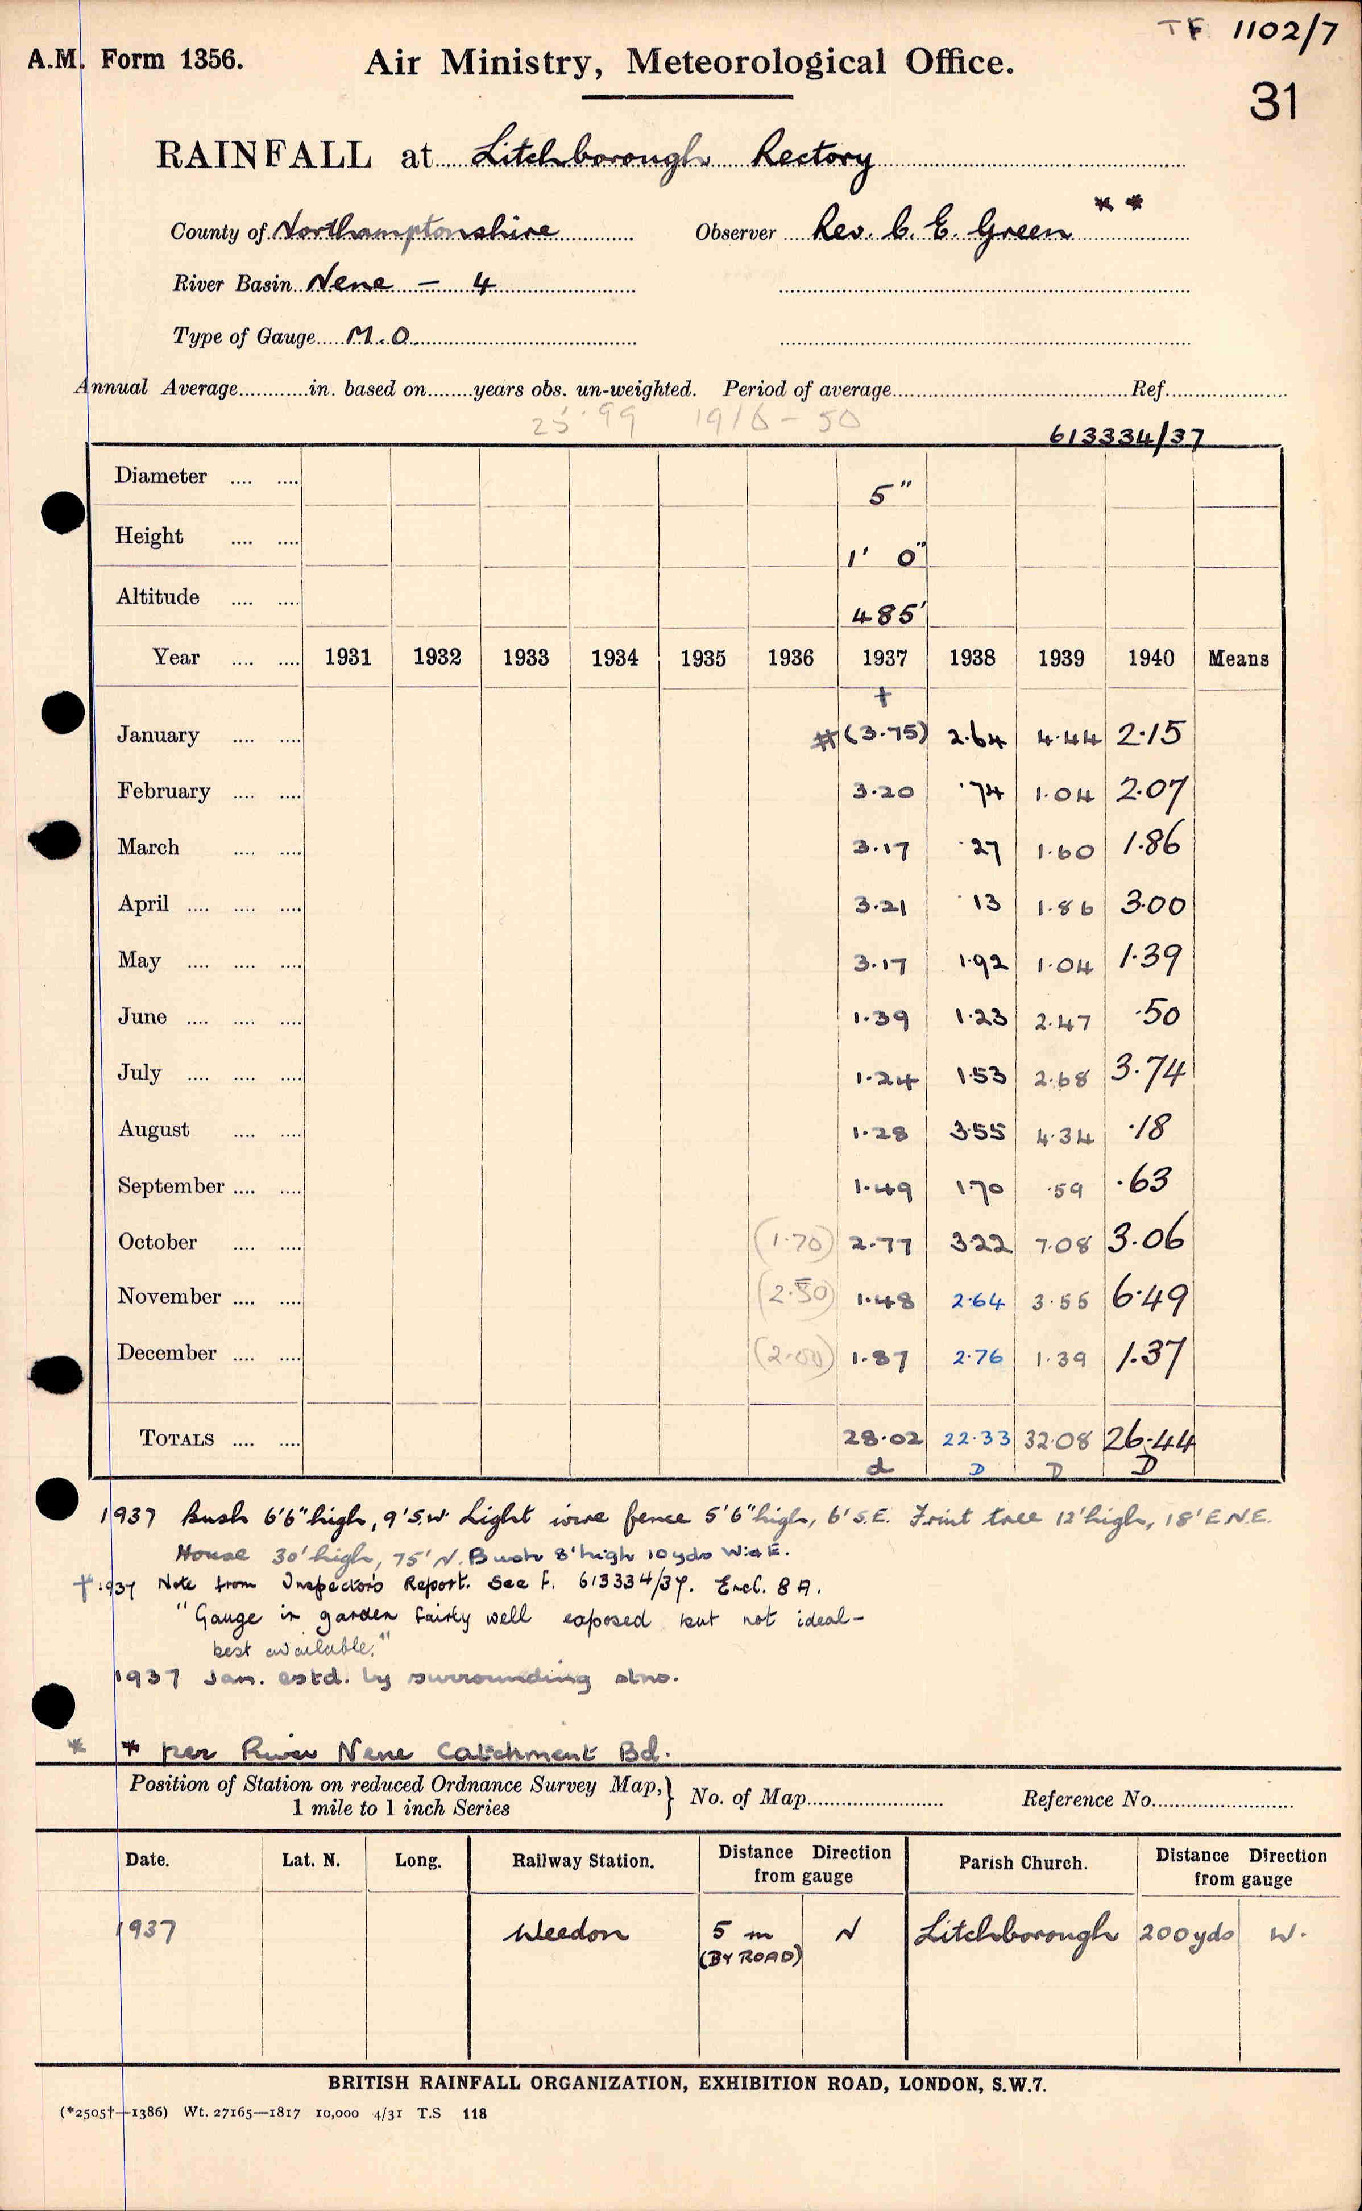 TF 1102/7
A.M. Form 1356. Air Ministry, Meteorological Office.
31
RAINFALL at Litchborough Rectory
County of Northamptonshire Observer Rev. C. E. Green * *
River Basin Nene — 4
Type of Gauge M.O
Annual Average............in. based on........years obs. un-weighted. Period of average........................Ref....................
25.99 1916-50
613334/37
Diameter .... .... 5"
Height .... .... 1' 0"
Altitude .... .... 485'
Year .... .... 1931 1932 1933 1934 1935 1936 1937 1938 1939 1940 Means
†
January .... .... # (3.75) 2.64 4.44 2.15
February .... .... 3.20 .74 1.04 2.07
March .... .... 3.17 .27 1.60 1.86
April .... .... .... 3.21 .13 1.86 3.00
May .... .... .... 3.17 1.92 1.04 1.39
June .... .... .... 1.39 1.23 2.47 .50
July .... .... .... 1.24 1.53 2.68 3.74
August .... .... 1.28 3.55 4.34 .18
September .... .... 1.49 1.70 .59 .63
October .... .... (1.70) 2.77 3.22 7.08 3.06
November .... .... (2.50) 1.48 2.64 3.55 6.49
December .... .... (2.00) 1.87 2.76 1.39 1.37
TOTALS .... .... 28.02 22.33 32.08 26.44
d D D D
1937 Bush 6'6" high, 9' S.W. Light wire fence 5'6" high, 6' S.E. Fruit tree 12' high, 18' E.N.E.
House 30' high, 75' N. Bush 8' high 10 yds W & E.
† 1937 Note from Inspectors Report. See f. 613334/37. Encl. 8A.
"Gauge in garden fairly well exposed but not ideal—
best available."
1937 Jan. estd. by surrounding stns.
* * per River Nene Catchment Bd.
Position of Station on reduced Ordnance Survey Map, 1 mile to 1 inch Series } No. of Map........................ Reference No.........................
Date. Lat. N. Long. Railway Station. Distance Direction from gauge Parish Church. Distance Direction from gauge
1937 Weedon 5 m (BY ROAD) N Litchborough 200 yds W.
BRITISH RAINFALL ORGANIZATION, EXHIBITION ROAD, LONDON, S.W.7.
(*2505†—1386) Wt. 27165—1817 10,000 4/31 T.S 118